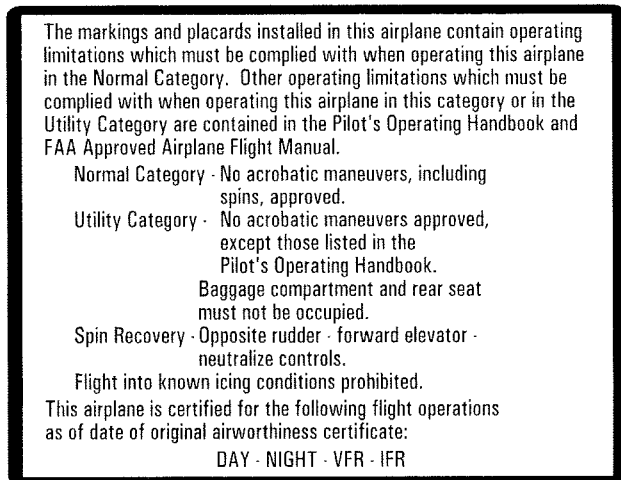 The markings and placards installed in this airplane contain operating
limitations which must be complied with when operating this airplane
in the Normal Category. Other operating limitations which must be
complied with when operating this airplane in this category or in the
Utility Category are contained in the Pilot's Operating Handbook and
FAA Approved Airplane Flight Manual.
Normal Category - No acrobatic maneuvers, including
spins, approved.
Utility Category - No acrobatic maneuvers approved,
except those listed in the
Pilot's Operating Handbook.
Baggage compartment and rear seat
must not be occupied.
Spin Recovery - Opposite rudder - forward elevator -
neutralize controls.
Flight into known icing conditions prohibited.
This airplane is certified for the following flight operations
as of date of original airworthiness certificate:
DAY - NIGHT - VFR - IFR